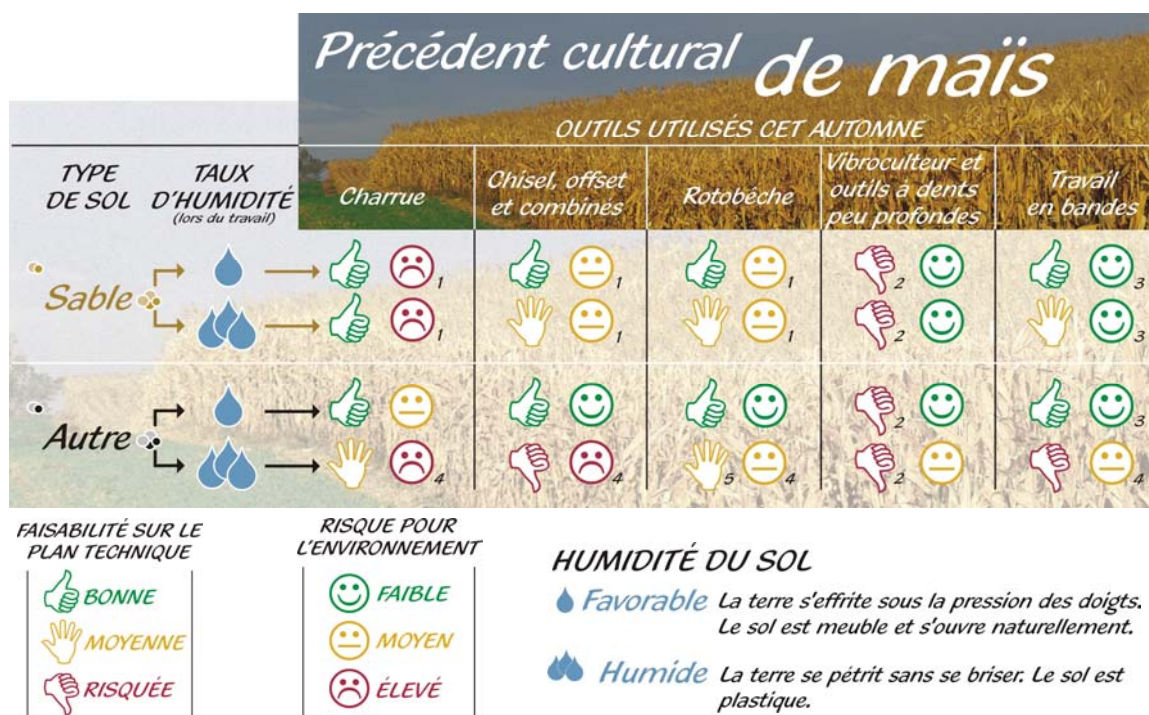 Précédent cultural de maïs
OUTILS UTILISÉS CET AUTOMNE
TYPE DE SOL
TAUX D'HUMIDITÉ
(lors du travail)
Charrue
Chisel, offset
et combinés
Rotobêche
Vibroculteur et
outils à dents
peu profondes
Travail
en bandes
Sable
1 1 1 2 3
1 1 1 2 3
Autre
2 3
4 4 5 4 2 4
FAISABILITÉ SUR LE
PLAN TECHNIQUE
BONNE
MOYENNE
RISQUÉE
RISQUE POUR
L'ENVIRONNEMENT
FAIBLE
MOYEN
ÉLEVÉ
HUMIDITÉ DU SOL
Favorable La terre s'effrite sous la pression des doigts.
Le sol est meuble et s'ouvre naturellement.
Humide La terre se pétrit sans se briser. Le sol est
plastique.